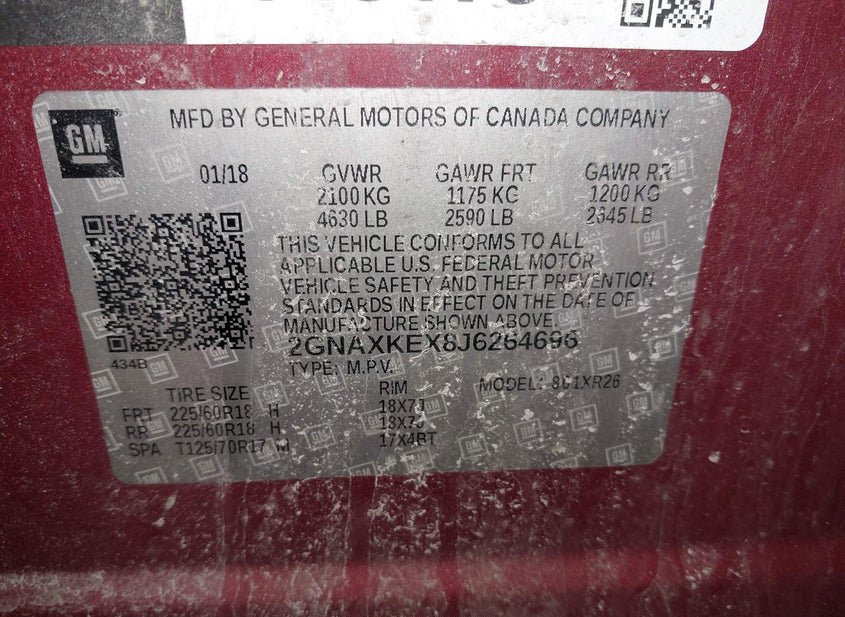 GM
MFD BY GENERAL MOTORS OF CANADA COMPANY
01/18 GVWR GAWR FRT GAWR RR
2100 KG 1175 KG 1200 KG
4630 LB 2590 LB 2645 LB
THIS VEHICLE CONFORMS TO ALL
APPLICABLE U.S. FEDERAL MOTOR
VEHICLE SAFETY AND THEFT PREVENTION
STANDARDS IN EFFECT ON THE DATE OF
MANUFACTURE SHOWN ABOVE.
2GNAXKEX8J6264696
434B
TYPE: M.P.V. MODEL: 1XR26
TIRE SIZE RIM
FRT 225/60R18 H 18X7J
RR 225/60R18 H 18X7J
SPA T125/70R17 M 17X4BT